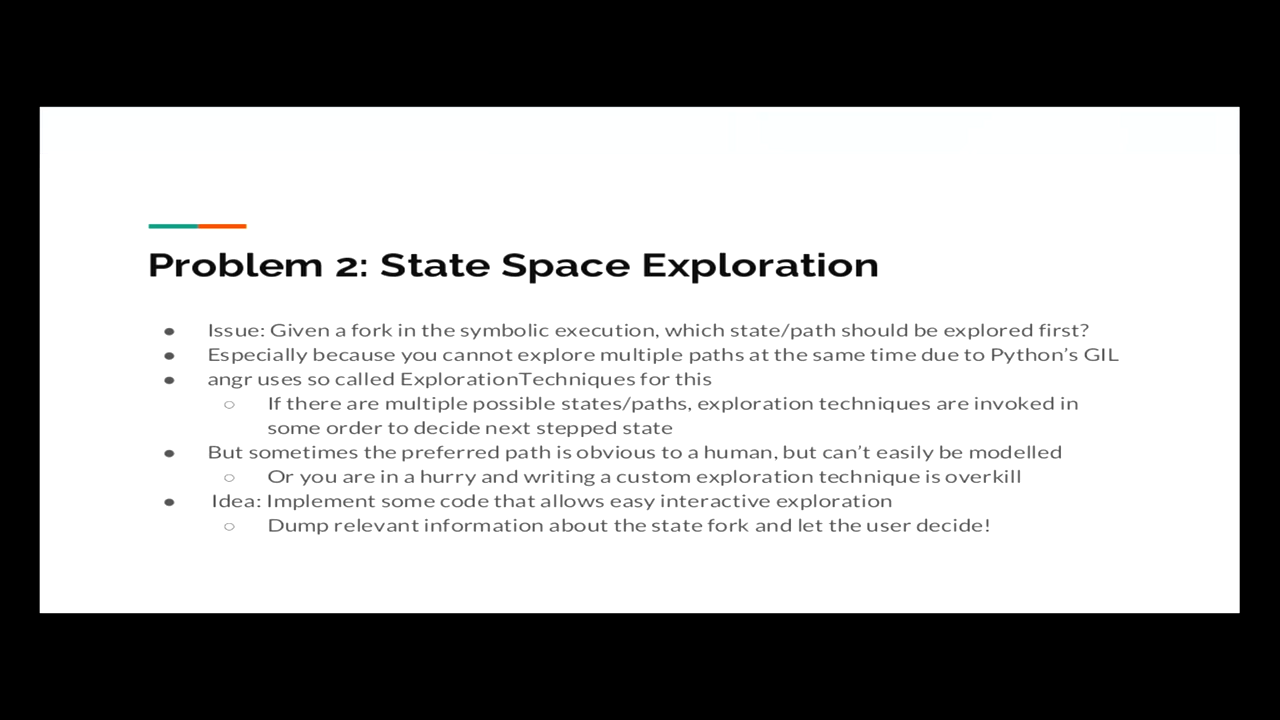 Problem 2: State Space Exploration
● Issue: Given a fork in the symbolic execution, which state/path should be explored first?
● Especially because you cannot explore multiple paths at the same time due to Python’s GIL
● angr uses so called ExplorationTechniques for this
○ If there are multiple possible states/paths, exploration techniques are invoked in
some order to decide next stepped state
● But sometimes the preferred path is obvious to a human, but can’t easily be modelled
○ Or you are in a hurry and writing a custom exploration technique is overkill
● Idea: Implement some code that allows easy interactive exploration
○ Dump relevant information about the state fork and let the user decide!